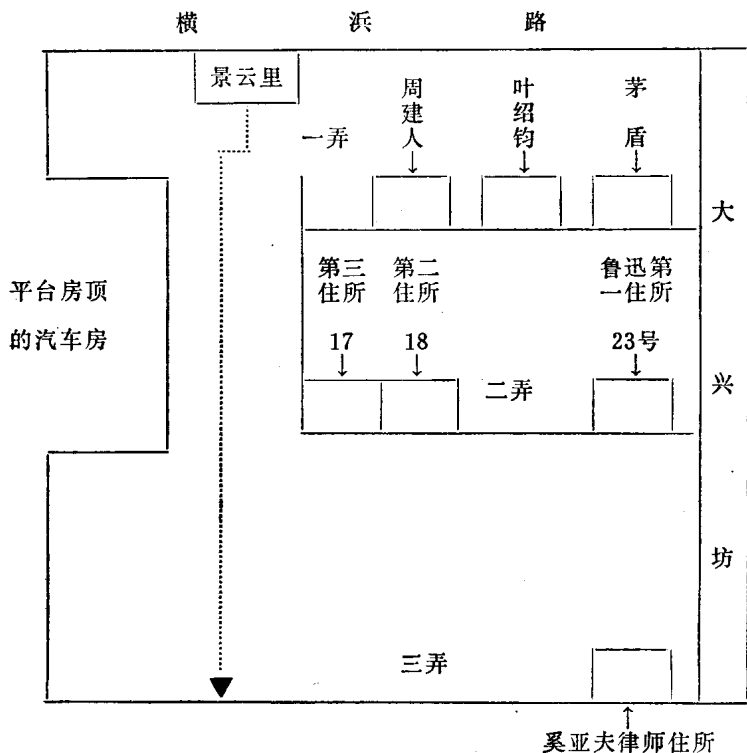 横浜路
景云里
一弄
周建人
叶绍钧
茅盾
大兴坊
平台房顶
的汽车房
第三
住所
17
第二
住所
18
鲁迅第
一住所
23号
二弄
三弄
奚亚夫律师住所